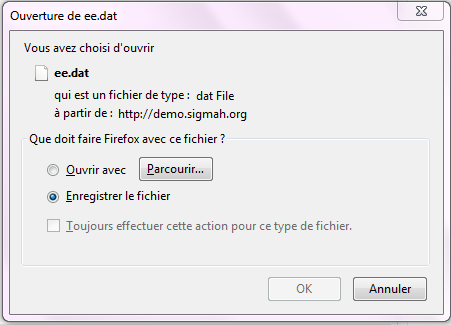 Ouverture de ee.dat
Vous avez choisi d'ouvrir
ee.dat
qui est un fichier de type : dat File
à partir de : http://demo.sigmah.org
Que doit faire Firefox avec ce fichier ?
Ouvrir avec Parcourir...
Enregistrer le fichier
Toujours effectuer cette action pour ce type de fichier.
OK Annuler